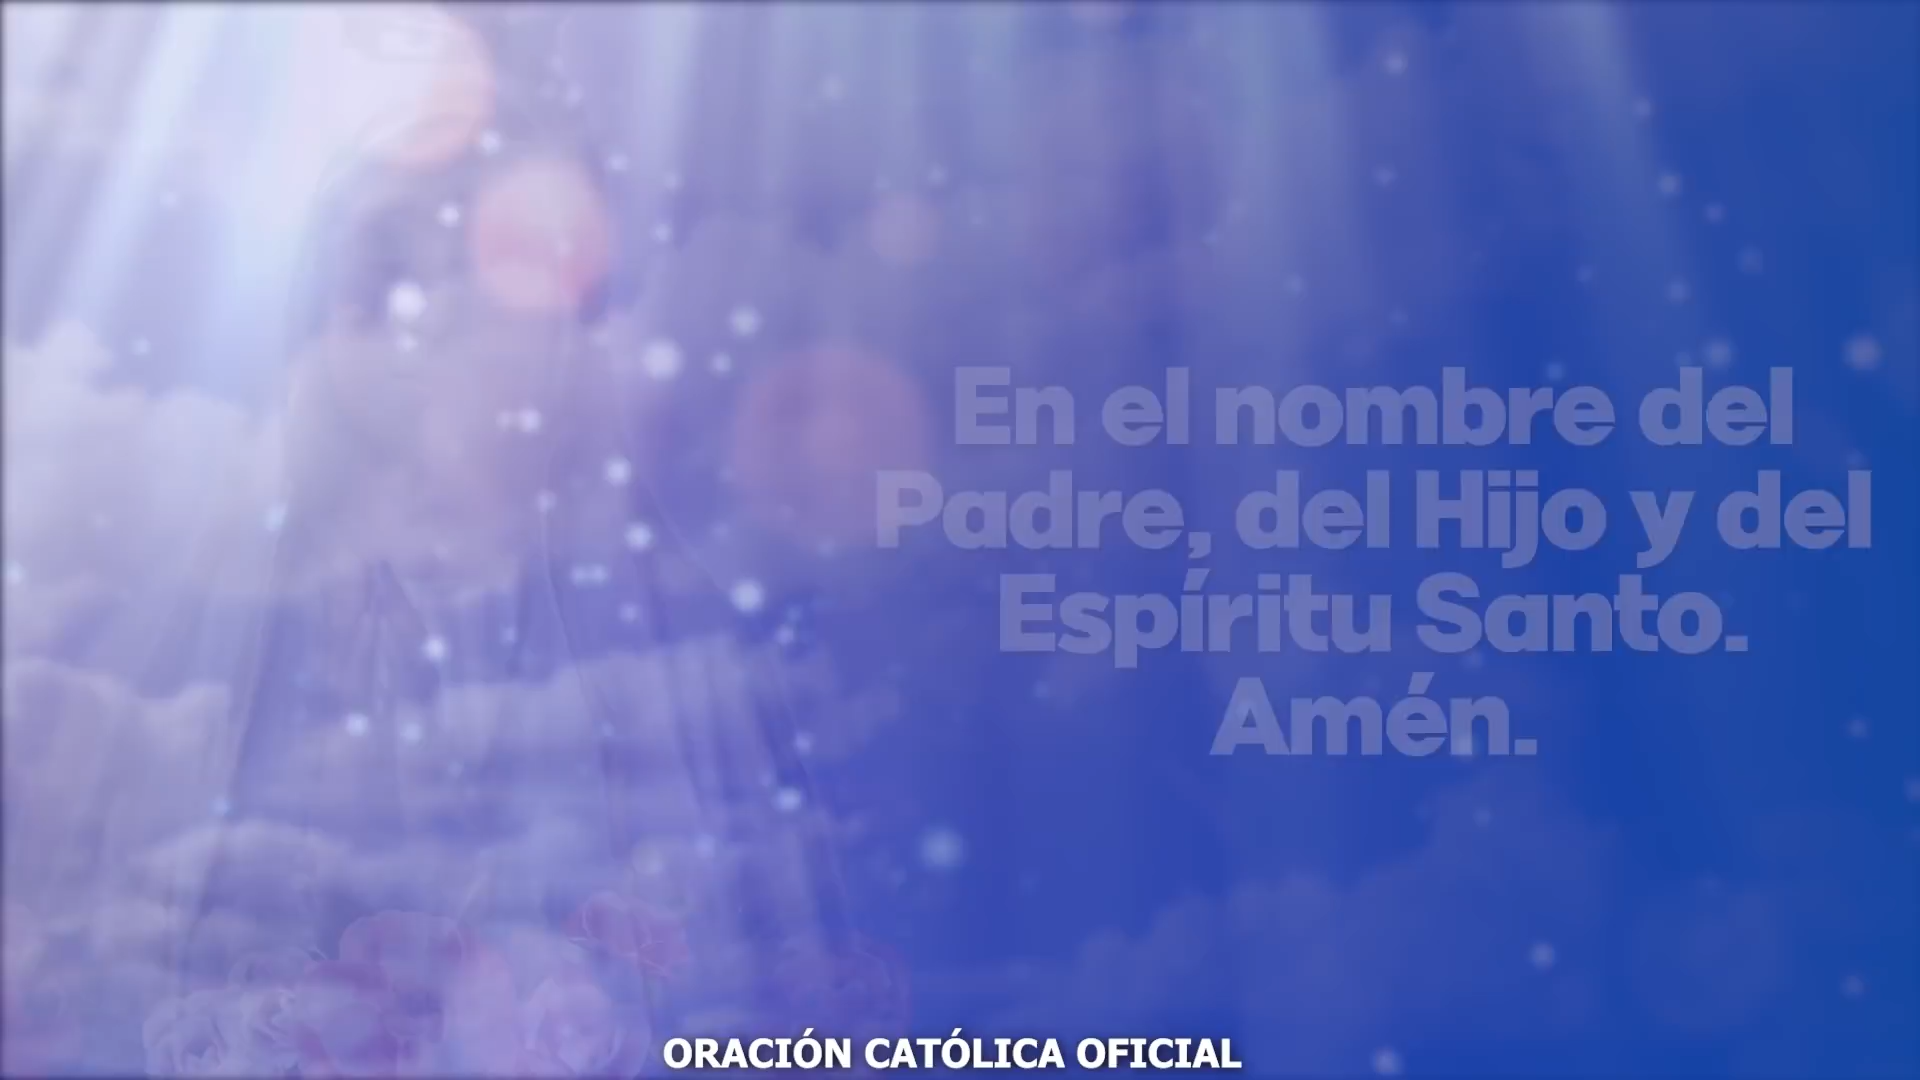 En el nombre del
Padre, del Hijo y del
Espíritu Santo.
Amén.
ORACIÓN CATÓLICA OFICIAL